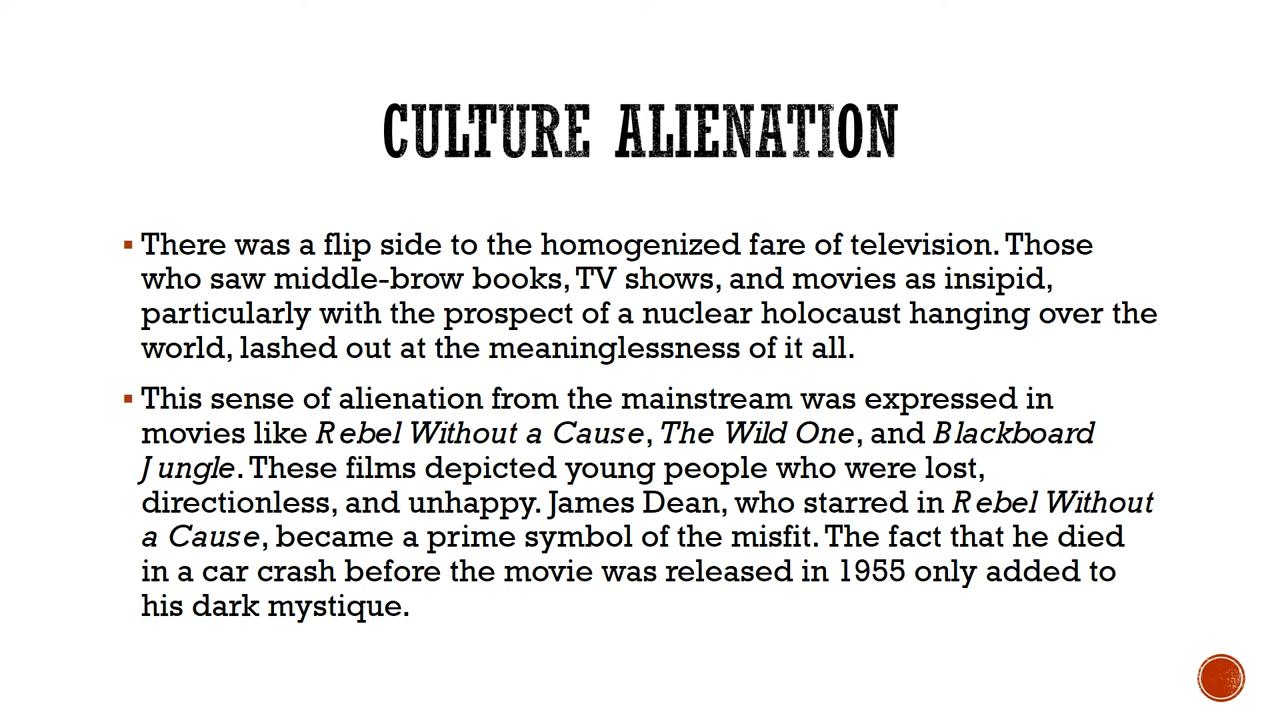 CULTURE ALIENATION
▪ There was a flip side to the homogenized fare of television. Those
who saw middle-brow books, TV shows, and movies as insipid,
particularly with the prospect of a nuclear holocaust hanging over the
world, lashed out at the meaninglessness of it all.
▪ This sense of alienation from the mainstream was expressed in
movies like Rebel Without a Cause, The Wild One, and Blackboard
Jungle. These films depicted young people who were lost,
directionless, and unhappy. James Dean, who starred in Rebel Without
a Cause, became a prime symbol of the misfit. The fact that he died
in a car crash before the movie was released in 1955 only added to
his dark mystique.